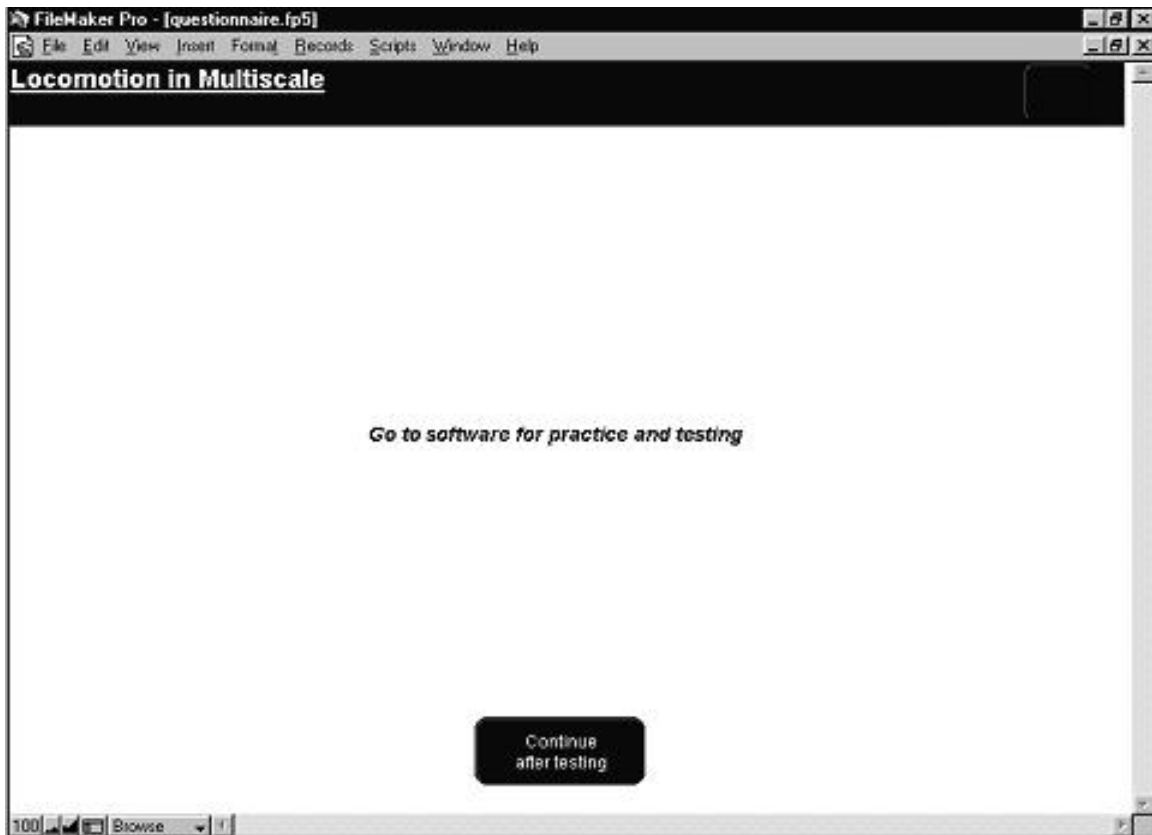 FileMaker Pro - [questionnaire.fp5]
File Edit View Insert Format Records Scripts Window Help
Locomotion in Multiscale
Go to software for practice and testing
Continue
after testing
100 Browse